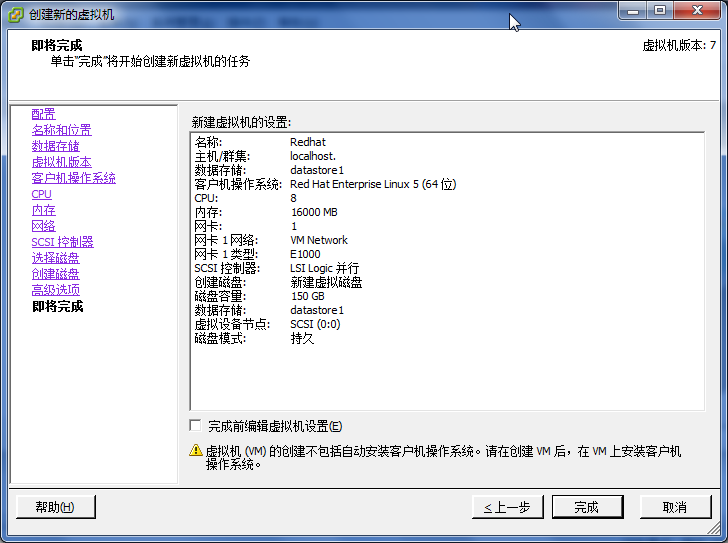 创建新的虚拟机
即将完成
单击"完成"将开始创建新虚拟机的任务
虚拟机版本: 7
配置
名称和位置
数据存储
虚拟机版本
客户机操作系统
CPU
内存
网络
SCSI 控制器
选择磁盘
创建磁盘
高级选项
即将完成
新建虚拟机的设置:
名称: Redhat
主机/群集: localhost.
数据存储: datastore1
客户机操作系统: Red Hat Enterprise Linux 5 (64 位)
CPU: 8
内存: 16000 MB
网卡: 1
网卡 1 网络: VM Network
网卡 1 类型: E1000
SCSI 控制器: LSI Logic 并行
创建磁盘: 新建虚拟磁盘
磁盘容量: 150 GB
数据存储: datastore1
虚拟设备节点: SCSI (0:0)
磁盘模式: 持久
完成前编辑虚拟机设置(E)
虚拟机 (VM) 的创建不包括自动安装客户机操作系统。请在创建 VM 后，在 VM 上安装客户机
操作系统。
帮助(H)
≤上一步
完成
取消